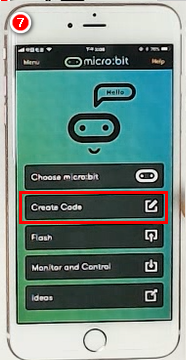 7
Menu micro:bit Help
Hello
Choose micro:bit
Create Code
Flash
Monitor and Control
Ideas